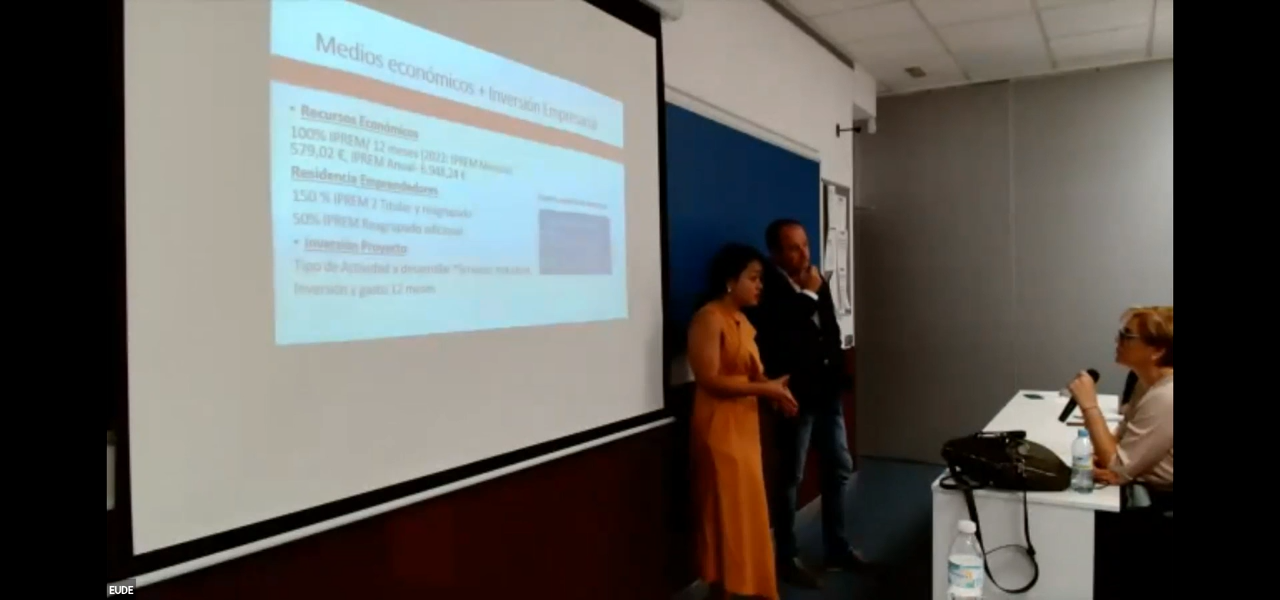 Medios económicos + Inversión Empresarial
• Recursos Económicos
100% IPREM/ 12 meses (2022: IPREM Mensual
579,02 €, IPREM Anual: 6.948,24 €
Residencia Emprendedores
150 % IPREM 2 Titular y reagrupado
50% IPREM Reagrupado adicional
• Inversión Proyecto
Tipo de Actividad a desarrollar
Inversión y gasto 12 meses
EUDE